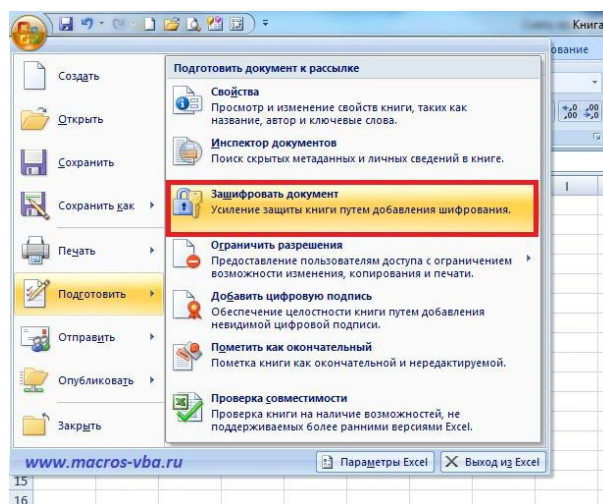 Книга
ование
Создать
Открыть
Сохранить
Сохранить как
Печать
Подготовить
Отправить
Опубликовать
Закрыть
Подготовить документ к рассылке
Свойства
Просмотр и изменение свойств книги, таких как
название, автор и ключевые слова.
Инспектор документов
Поиск скрытых метаданных и личных сведений в книге.
Зашифровать документ
Усиление защиты книги путем добавления шифрования.
Ограничить разрешения
Предоставление пользователям доступа с ограничением
возможности изменения, копирования и печати.
Добавить цифровую подпись
Обеспечение целостности книги путем добавления
невидимой цифровой подписи.
Пометить как окончательный
Пометка книги как окончательной и нередактируемой.
Проверка совместимости
Проверка книги на наличие возможностей, не
поддерживаемых более ранними версиями Excel.
www.macros-vba.ru
Параметры Excel
Выход из Excel
I
15
16